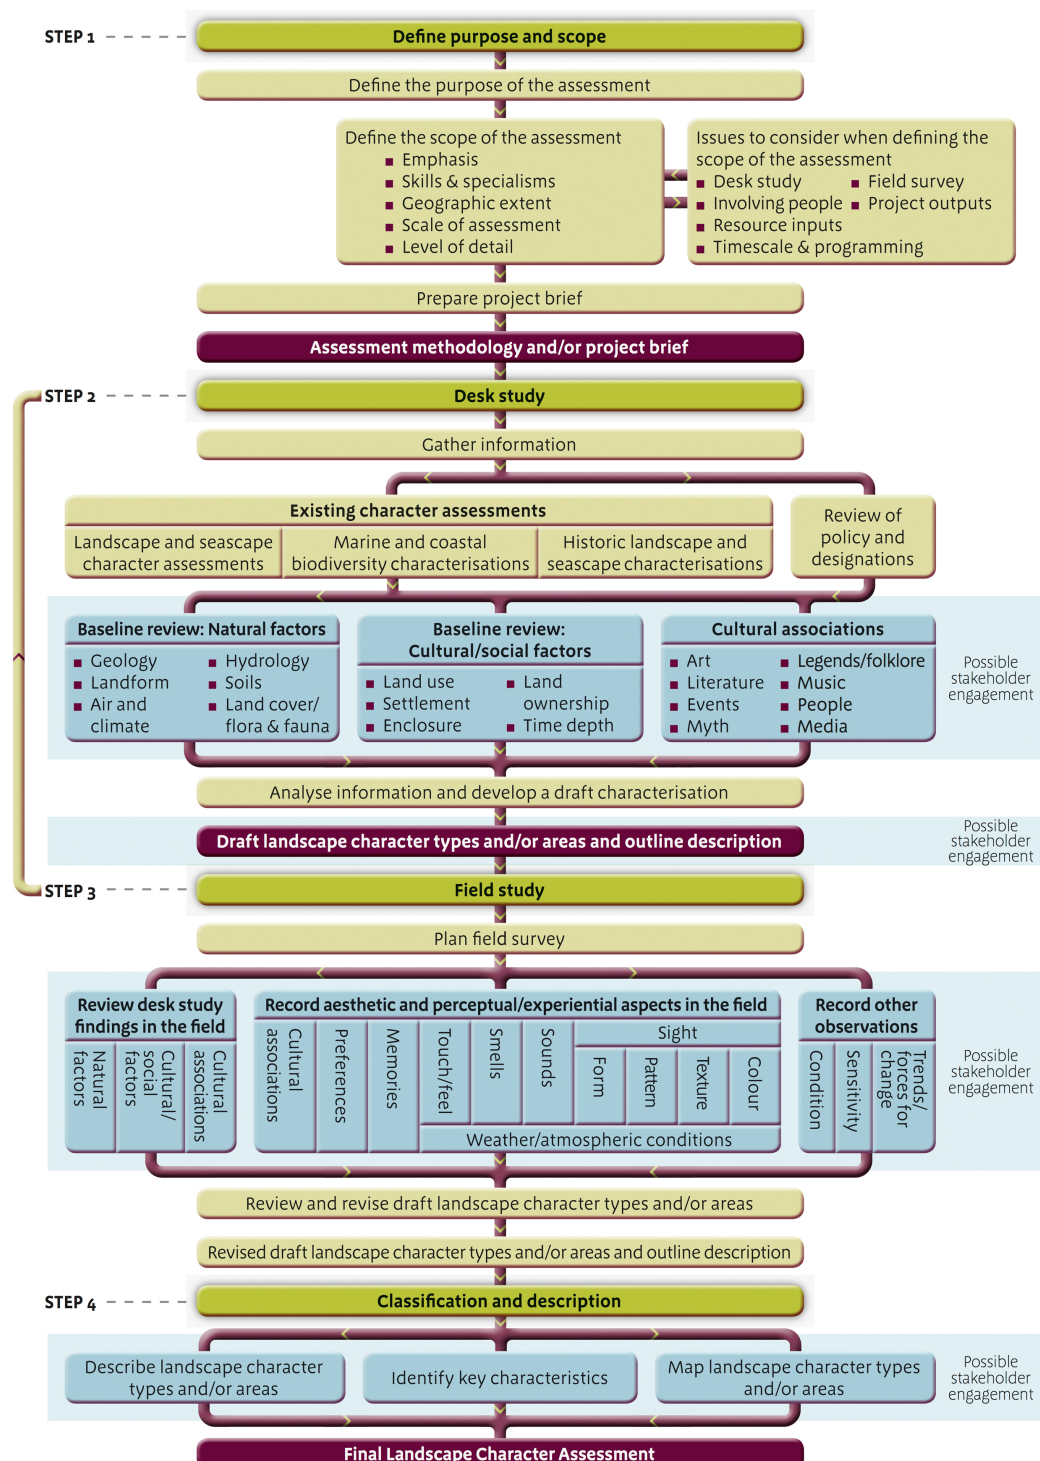 STEP 1
Define purpose and scope
Define the purpose of the assessment
Define the scope of the assessment
Emphasis
Skills & specialisms
Geographic extent
Scale of assessment
Level of detail
Issues to consider when defining the
scope of the assessment
Desk study
Field survey
Involving people
Project outputs
Resource inputs
Timescale & programming
Prepare project brief
Assessment methodology and/or project brief
STEP 2
Desk study
Gather information
Existing character assessments
Landscape and seascape
character assessments
Marine and coastal
biodiversity characterisations
Historic landscape and
seascape characterisations
Review of
policy and
designations
Baseline review: Natural factors
Geology
Landform
Air and
climate
Hydrology
Soils
Land cover/
flora & fauna
Baseline review:
Cultural/social factors
Land use
Settlement
Enclosure
Land
ownership
Time depth
Cultural associations
Art
Literature
Events
Myth
Legends/folklore
Music
People
Media
Possible
stakeholder
engagement
Analyse information and develop a draft characterisation
Draft landscape character types and/or areas and outline description
Possible
stakeholder
engagement
STEP 3
Field study
Plan field survey
Review desk study
findings in the field
Natural
factors
Cultural/
social
factors
Cultural
associations
Record aesthetic and perceptual/experiential aspects in the field
Cultural
associations
Preferences
Memories
Touch/feel
Smells
Sounds
Sight
Form
Pattern
Texture
Colour
Weather/atmospheric conditions
Record other
observations
Condition
Sensitivity
Trends/
forces for
change
Possible
stakeholder
engagement
Review and revise draft landscape character types and/or areas
Revised draft landscape character types and/or areas and outline description
STEP 4
Classification and description
Describe landscape character
types and/or areas
Identify key characteristics
Map landscape character types
and/or areas
Possible
stakeholder
engagement
Final Landscape Character Assessment